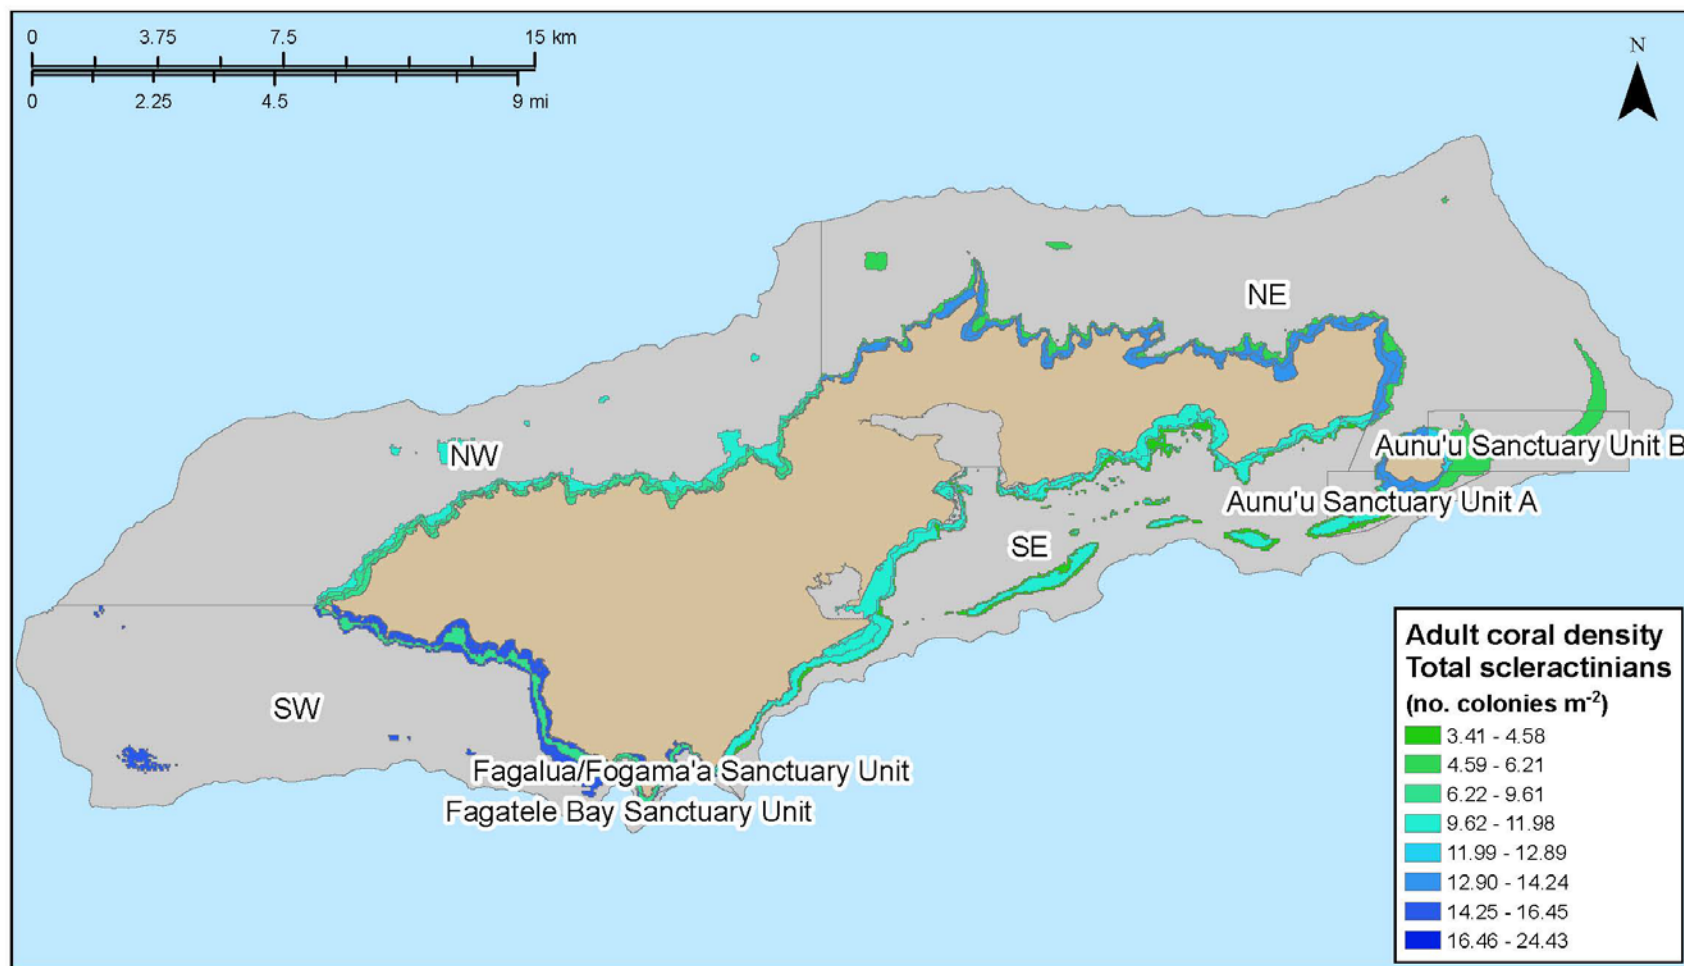 0 3.75 7.5 15 km
0 2.25 4.5 9 mi
N
NE
NW
Aunu'u Sanctuary Unit B
Aunu'u Sanctuary Unit A
SE
SW
Fagalua/Fogama'a Sanctuary Unit
Fagatele Bay Sanctuary Unit
Adult coral density
Total scleractinians
(no. colonies m⁻²)
3.41 - 4.58
4.59 - 6.21
6.22 - 9.61
9.62 - 11.98
11.99 - 12.89
12.90 - 14.24
14.25 - 16.45
16.46 - 24.43